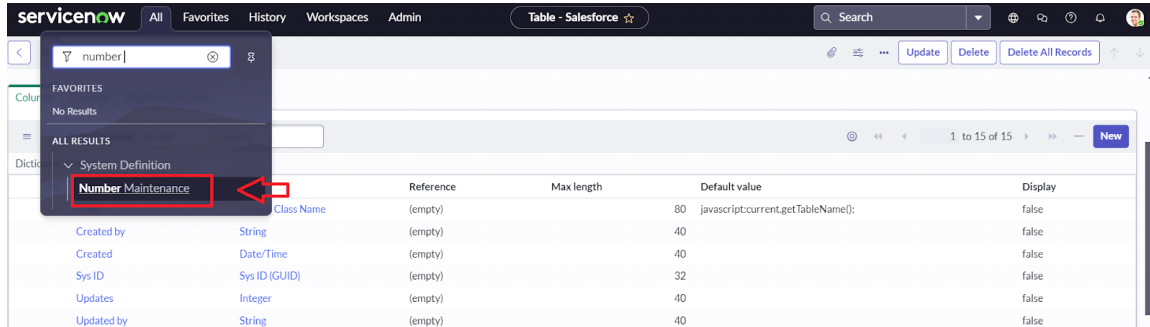 servicenow All Favorites History Workspaces Admin Table - Salesforce Search
number
Update Delete Delete All Records
FAVORITES
No Results
ALL RESULTS
1 to 15 of 15 New
System Definition
Number Maintenance
Reference Max length Default value Display
Class Name (empty) 80 javascript:current.getTableName(); false
Created by String (empty) 40 false
Created Date/Time (empty) 40 false
Sys ID Sys ID (GUID) (empty) 32 false
Updates Integer (empty) 40 false
Updated by String (empty) 40 false